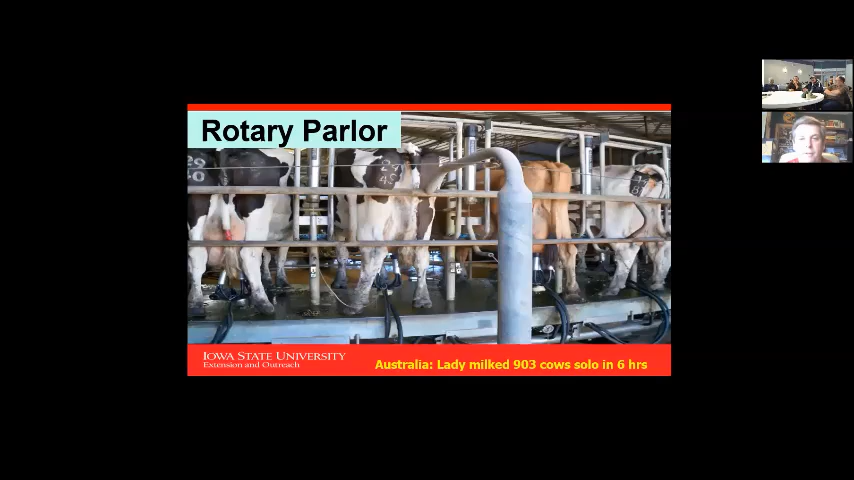 Rotary Parlor
IOWA STATE UNIVERSITY
Extension and Outreach
Australia: Lady milked 903 cows solo in 6 hrs